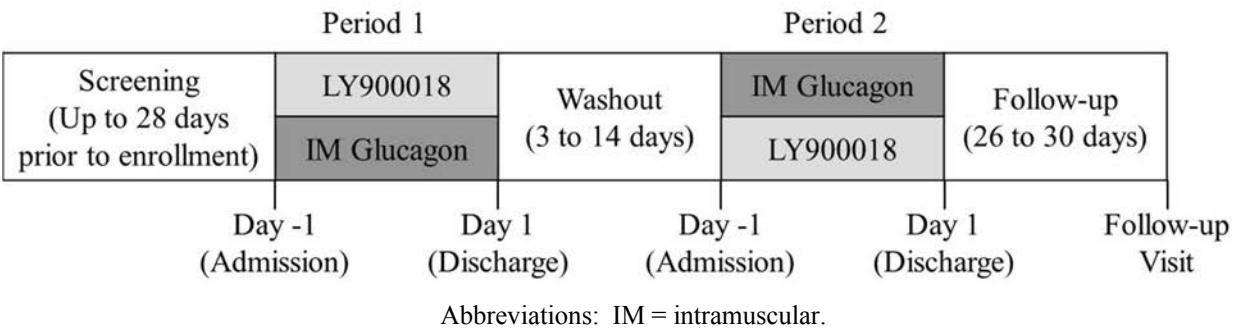 Period 1
Period 2
Screening
(Up to 28 days
prior to enrollment)
LY900018
IM Glucagon
Washout
(3 to 14 days)
IM Glucagon
LY900018
Follow-up
(26 to 30 days)
Day -1
(Admission)
Day 1
(Discharge)
Day -1
(Admission)
Day 1
(Discharge)
Follow-up
Visit
Abbreviations: IM = intramuscular.